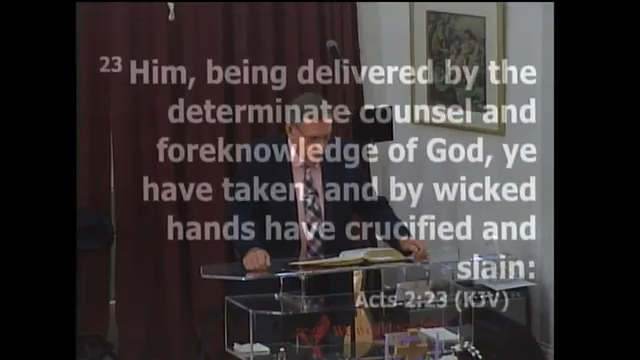 23 Him, being delivered by the
determinate counsel and
foreknowledge of God, ye
have taken, and by wicked
hands have crucified and
slain:
Acts 2:23 (KJV)